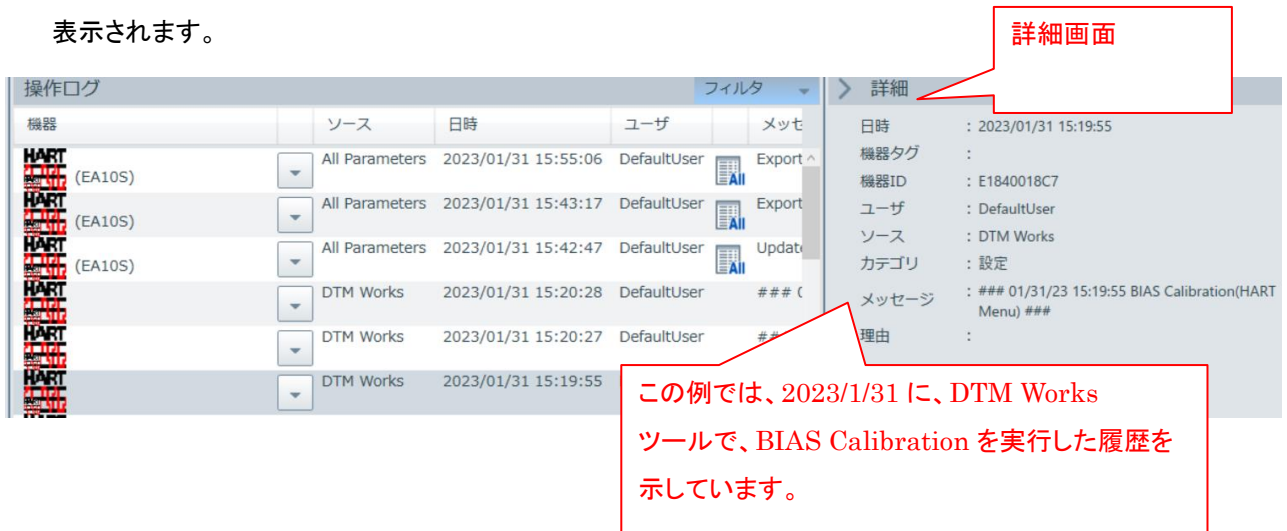 表示されます。
詳細画面
操作ログ フィルタ
詳細
機器 ソース 日時 ユーザ メッセ
HART (EA10S) All Parameters 2023/01/31 15:55:06 DefaultUser All Export
HART (EA10S) All Parameters 2023/01/31 15:43:17 DefaultUser All Export
HART (EA10S) All Parameters 2023/01/31 15:42:47 DefaultUser All Update
HART DTM Works 2023/01/31 15:20:28 DefaultUser ###
HART DTM Works 2023/01/31 15:20:27 DefaultUser
HART DTM Works 2023/01/31 15:19:55
日時 : 2023/01/31 15:19:55
機器タグ :
機器ID : E1840018C7
ユーザ : DefaultUser
ソース : DTM Works
カテゴリ : 設定
メッセージ : ### 01/31/23 15:19:55 BIAS Calibration(HART
Menu) ###
理由 :
この例では、2023/1/31 に、DTM Works
ツールで、BIAS Calibration を実行した履歴を
示しています。